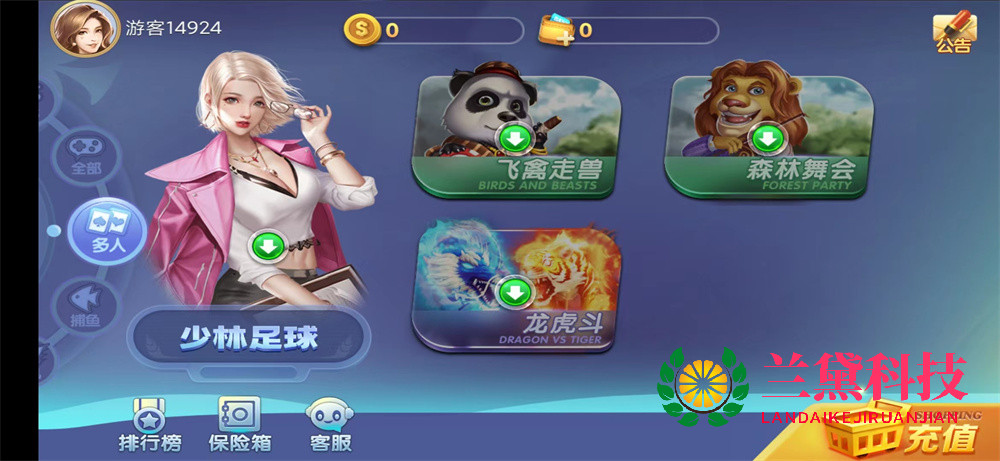 游客14924
0
0
公告
全部
多人
捕鱼
飞禽走兽
BIRDS AND BEASTS
森林舞会
FOREST PARTY
龙虎斗
DRAGON VS TIGER
少林足球
兰黛科技
LANDAIKEJIRUANJIAN
排行榜
保险箱
客服
充值